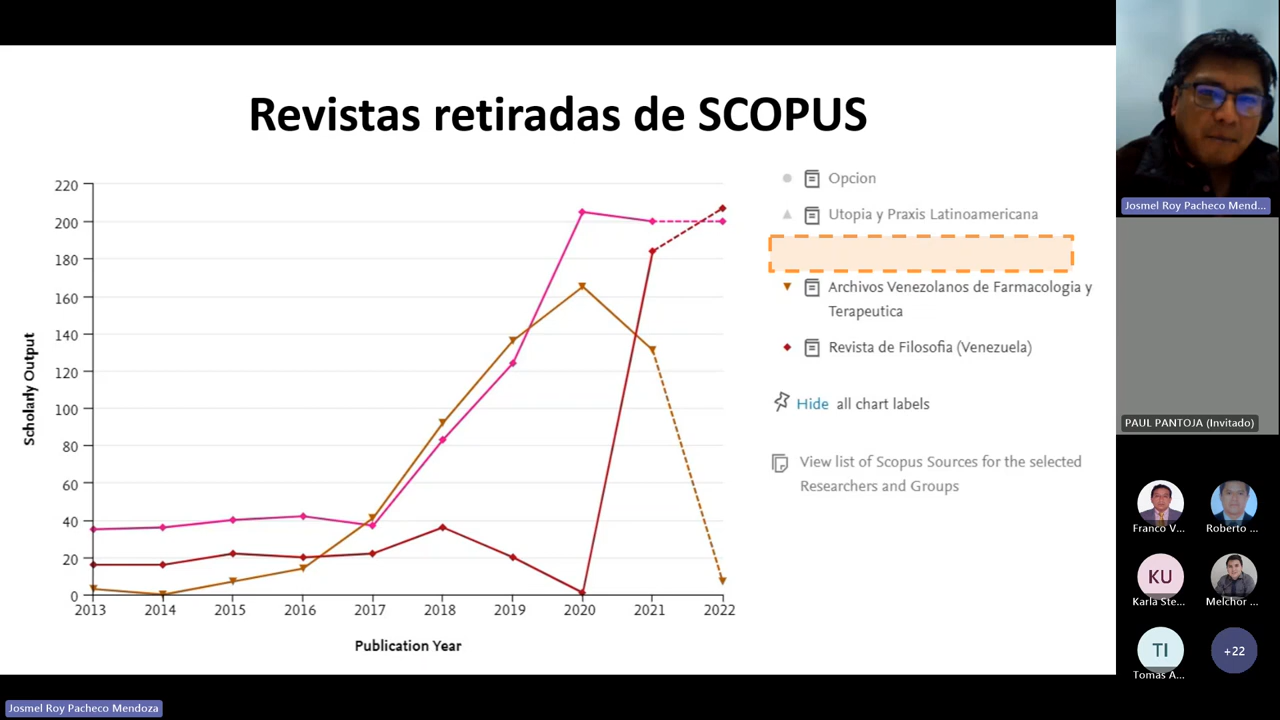 Revistas retiradas de SCOPUS
220
200
180
160
140
120
100
80
60
40
20
0
Scholarly Output
2013 2014 2015 2016 2017 2018 2019 2020 2021 2022
Publication Year
Opcion
Utopia y Praxis Latinoamericana
Archivos Venezolanos de Farmacologia y
Terapeutica
Revista de Filosofia (Venezuela)
Hide all chart labels
View list of Scopus Sources for the selected
Researchers and Groups
Josmel Roy Pacheco Mend...
PAUL PANTOJA (Invitado)
Franco V...
Roberto ...
KU
Karla Ste...
Melchor ...
TI
Tomas A...
+22
Josmel Roy Pacheco Mendoza